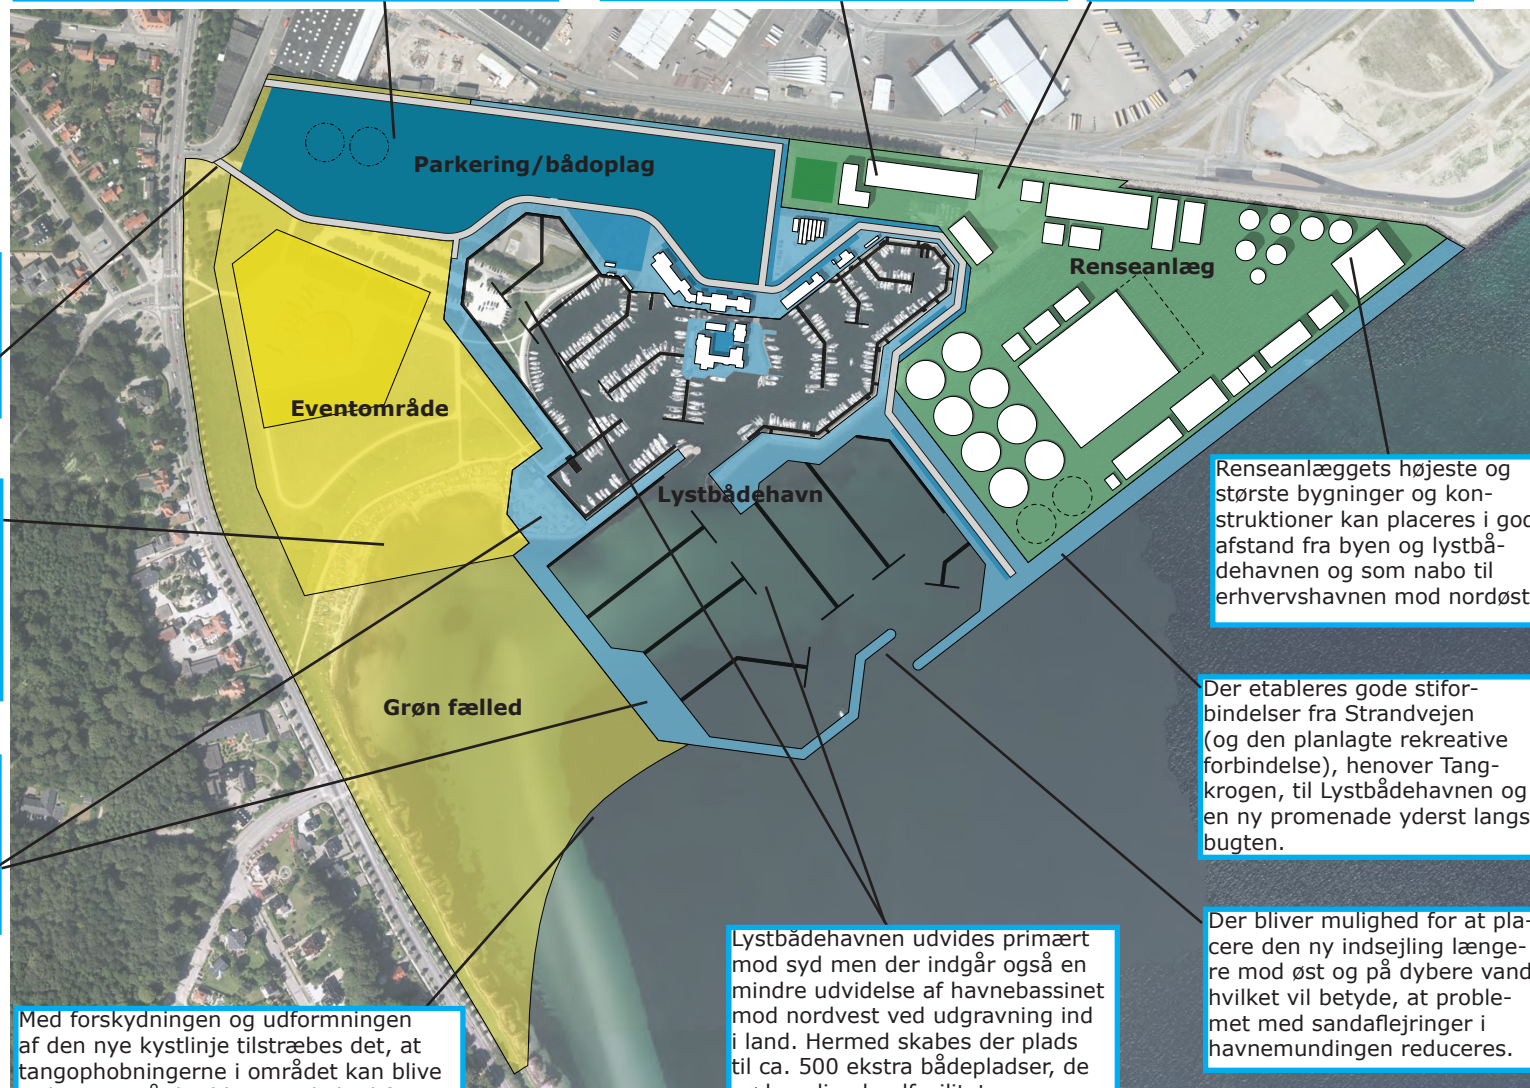 Parkering/bådoplag
Renseanlæg
Eventområde
Lystbådehavn
Grøn fælled
Renseanlæggets højeste og
største bygninger og kon-
struktioner kan placeres i god
afstand fra byen og lystbå-
dehavnen og som nabo til
erhvervshavnen mod nordøst
Der etableres gode stifor-
bindelser fra Strandvejen
(og den planlagte rekreative
forbindelse), henover Tang-
krogen, til Lystbådehavnen og
en ny promenade yderst langs
bugten.
Der bliver mulighed for at pla-
cere den ny indsejling længe-
re mod øst og på dybere vand
hvilket vil betyde, at proble-
met med sandaflejringer i
havnemundingen reduceres.
Lystbådehavnen udvides primært
mod syd men der indgår også en
mindre udvidelse af havnebassinet
mod nordvest ved udgravning ind
i land. Hermed skabes der plads
til ca. 500 ekstra bådepladser, de
Med forskydningen og udformningen
af den nye kystlinje tilstræbes det, at
tangophobningerne i området kan blive